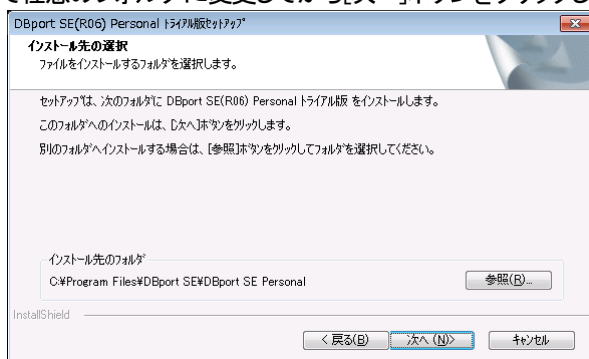 て任意のフォルダに変更してから[次へ]ボタンをクリックし
DBport SE(R06) Personal ﾄﾗｲｱﾙ版ｾｯﾄｱｯﾌﾟ
インストール先の選択
ファイルをインストールするフォルダを選択します。
セットアップは、次のフォルダに DBport SE(R06) Personal ﾄﾗｲｱﾙ版 をインストールします。
このフォルダへのインストールは、[次へ]ボタンをクリックします。
別のフォルダへインストールする場合は、[参照]ボタンをクリックしてフォルダを選択してください。
インストール先のフォルダ
C:¥Program Files¥DBport SE¥DBport SE Personal
参照(R)...
InstallShield
< 戻る(B) 次へ (N)> キャンセル